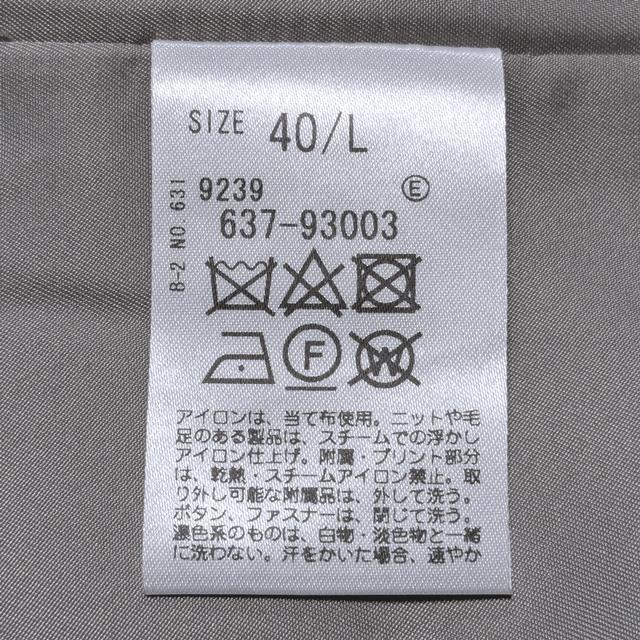 SIZE 40/L
9239 Ⓔ
637-93003
B-2 NO 631
F
W
アイロンは、当て布使用。ニットや毛
足のある製品は、スチームでの浮かし
アイロン仕上げ。附属・プリント部分
は、乾熱・スチームアイロン禁止。取
り外し可能な附属品は、外して洗う。
ボタン、ファスナーは、閉じて洗う。
濃色系のものは、白物・淡色物と一緒
に洗わない。汗をかいた場合、速やか